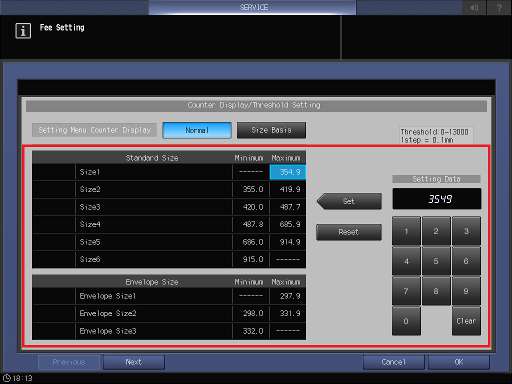 SERVICE
?
i Fee Setting
Counter Display/Threshold Setting
Setting Menu Counter Display Normal Size Basis
Threshold 0-13000
1step = 0.1mm
Standard Size Minimum Maximum
Size1 ------ 354.9
Size2 355.0 419.9
Size3 420.0 487.7
Size4 487.8 685.9
Size5 686.0 914.9
Size6 915.0 ------
Envelope Size Minimum Maximum
Envelope Size1 ------ 297.9
Envelope Size2 298.0 331.9
Envelope Size3 332.0 ------
Set
Reset
Setting Data
3549
1 2 3
4 5 6
7 8 9
0 Clear
Previous Next Cancel OK
18:13